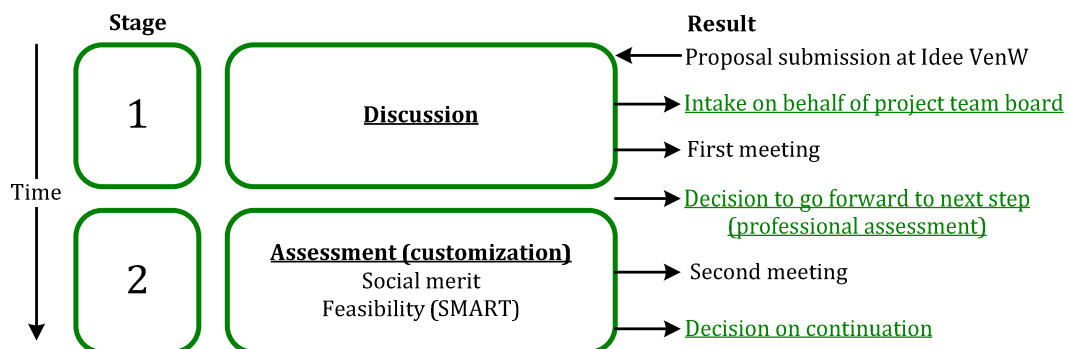 Stage
Result
Proposal submission at Idee VenW
1
Discussion
Intake on behalf of project team board
First meeting
Time
Decision to go forward to next step
(professional assessment)
2
Assessment (customization)
Social merit
Feasibility (SMART)
Second meeting
Decision on continuation